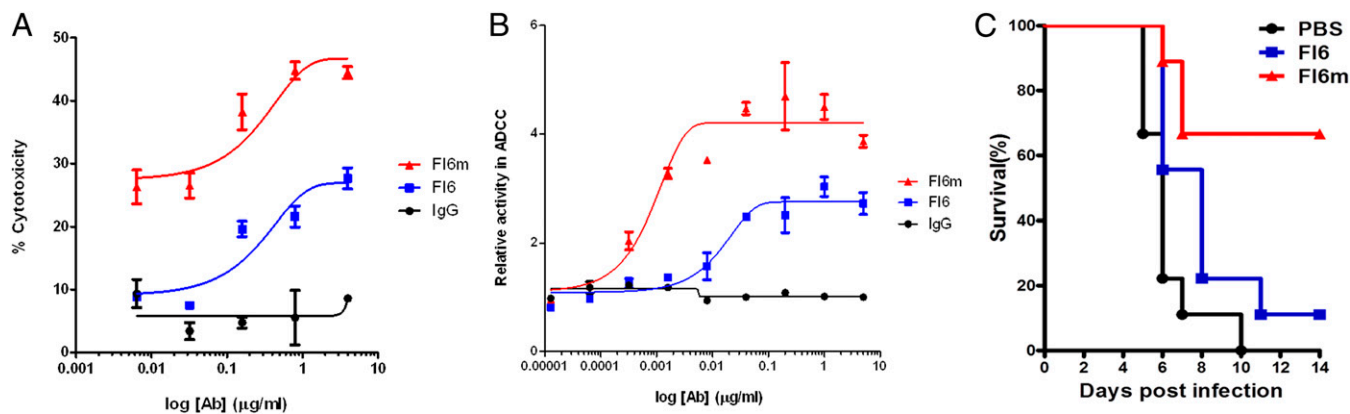 A
% Cytotoxicity
50
40
30
20
10
0
0.001
0.01
0.1
1
10
log [Ab] (µg/ml)
FI6m
FI6
IgG
B
Relative activity in ADCC
6
4
2
0
0.00001
0.0001
0.001
0.01
0.1
1
10
log [Ab] (µg/ml)
FI6m
FI6
IgG
C
Survival(%)
100
80
60
40
20
0
0
2
4
6
8
10
12
14
Days post infection
PBS
FI6
FI6m